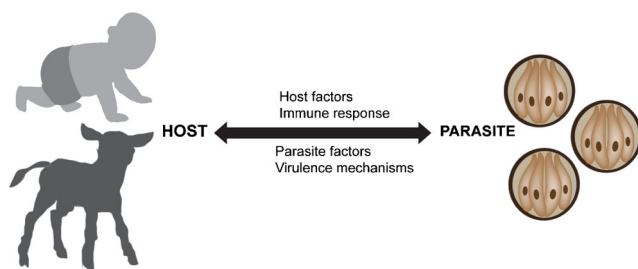 Host factors
Immune response
HOST
PARASITE
Parasite factors
Virulence mechanisms